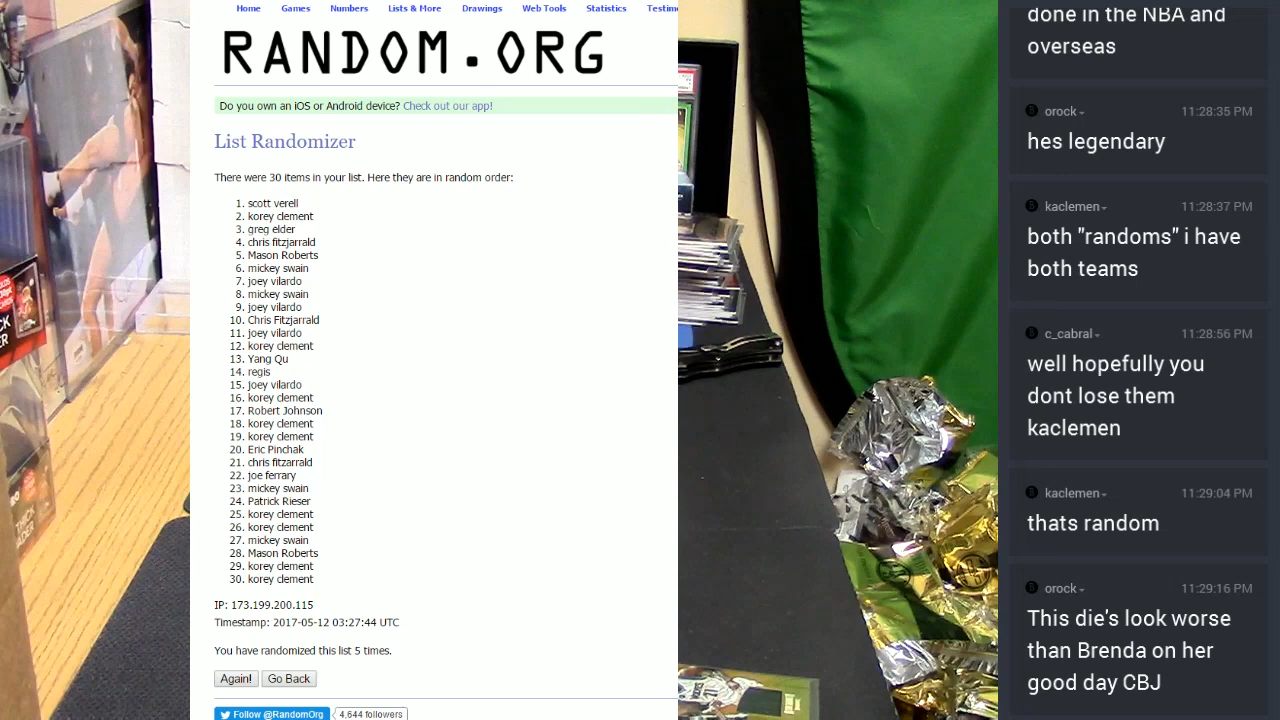 Home Games Numbers Lists & More Drawings Web Tools Statistics Testim
RANDOM.ORG
Do you own an iOS or Android device? Check out our app!
List Randomizer
There were 30 items in your list. Here they are in random order:
1. scott verell
2. korey clement
3. greg elder
4. chris fitzjarrald
5. Mason Roberts
6. mickey swain
7. joey vilardo
8. mickey swain
9. joey vilardo
10. Chris Fitzjarrald
11. joey vilardo
12. korey clement
13. Yang Qu
14. regis
15. joey vilardo
16. korey clement
17. Robert Johnson
18. korey clement
19. korey clement
20. Eric Pinchak
21. chris fitzarrald
22. joe ferrary
23. mickey swain
24. Patrick Rieser
25. korey clement
26. korey clement
27. mickey swain
28. Mason Roberts
29. korey clement
30. korey clement
IP: 173.199.200.115
Timestamp: 2017-05-12 03:27:44 UTC
You have randomized this list 5 times.
Again! Go Back
Follow @RandomOrg 4,644 followers
done in the NBA and
overseas
orock 11:28:35 PM
hes legendary
kaclemen 11:28:37 PM
both "randoms" i have
both teams
c_cabral 11:28:56 PM
well hopefully you
dont lose them
kaclemen
kaclemen 11:29:04 PM
thats random
orock 11:29:16 PM
This die's look worse
than Brenda on her
good day CBJ